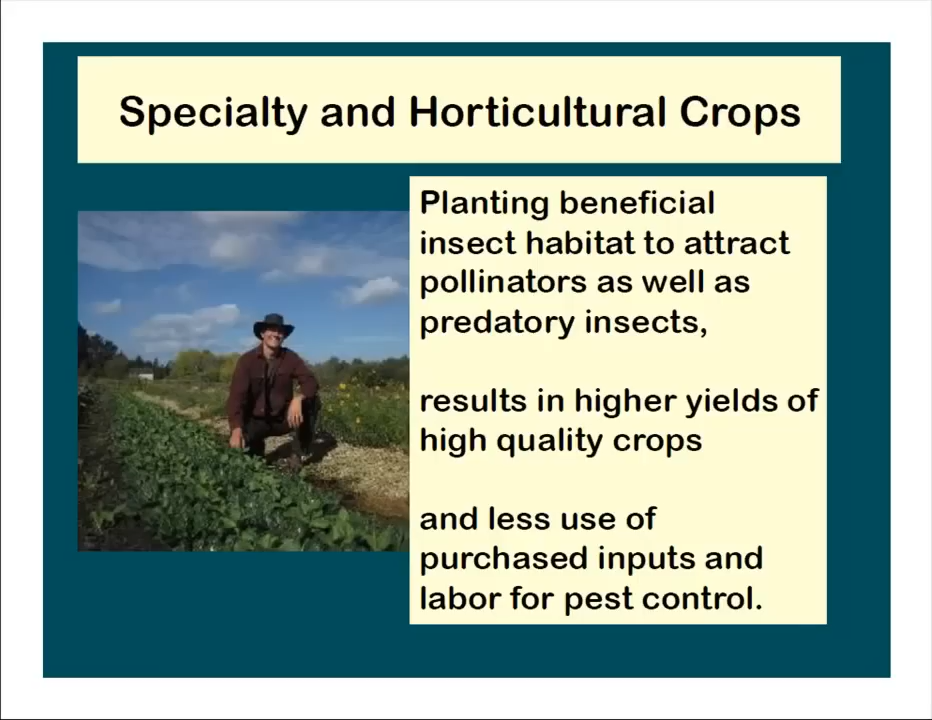 Specialty and Horticultural Crops
Planting beneficial
insect habitat to attract
pollinators as well as
predatory insects,
results in higher yields of
high quality crops
and less use of
purchased inputs and
labor for pest control.